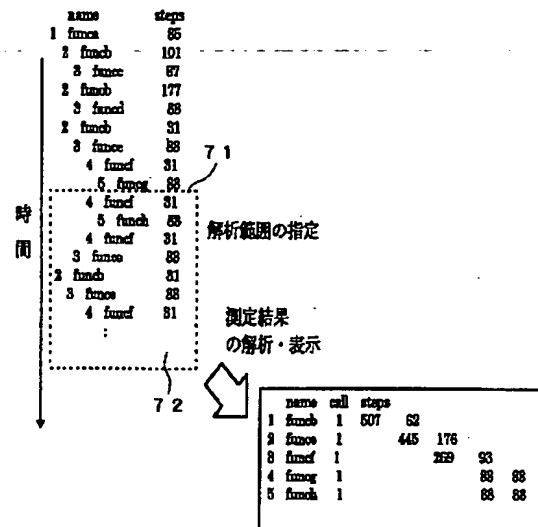 name steps
1 funca 85
2 funcb 101
3 funcc 87
2 funcb 177
3 funcd 88
2 funcb 31
3 funce 88
4 funcf 31
5 funcg 88
4 funcf 31
5 funch 88
4 funcf 31
3 funce 88
2 funcb 31
3 funce 88
4 funcf 31
:
時間
71
解析範囲の指定
測定結果
の解析・表示
72
name call steps
1 funcb 1 507 62
2 funce 1 445 176
3 funcf 1 269 93
4 funcg 1 88 88
5 funch 1 88 88